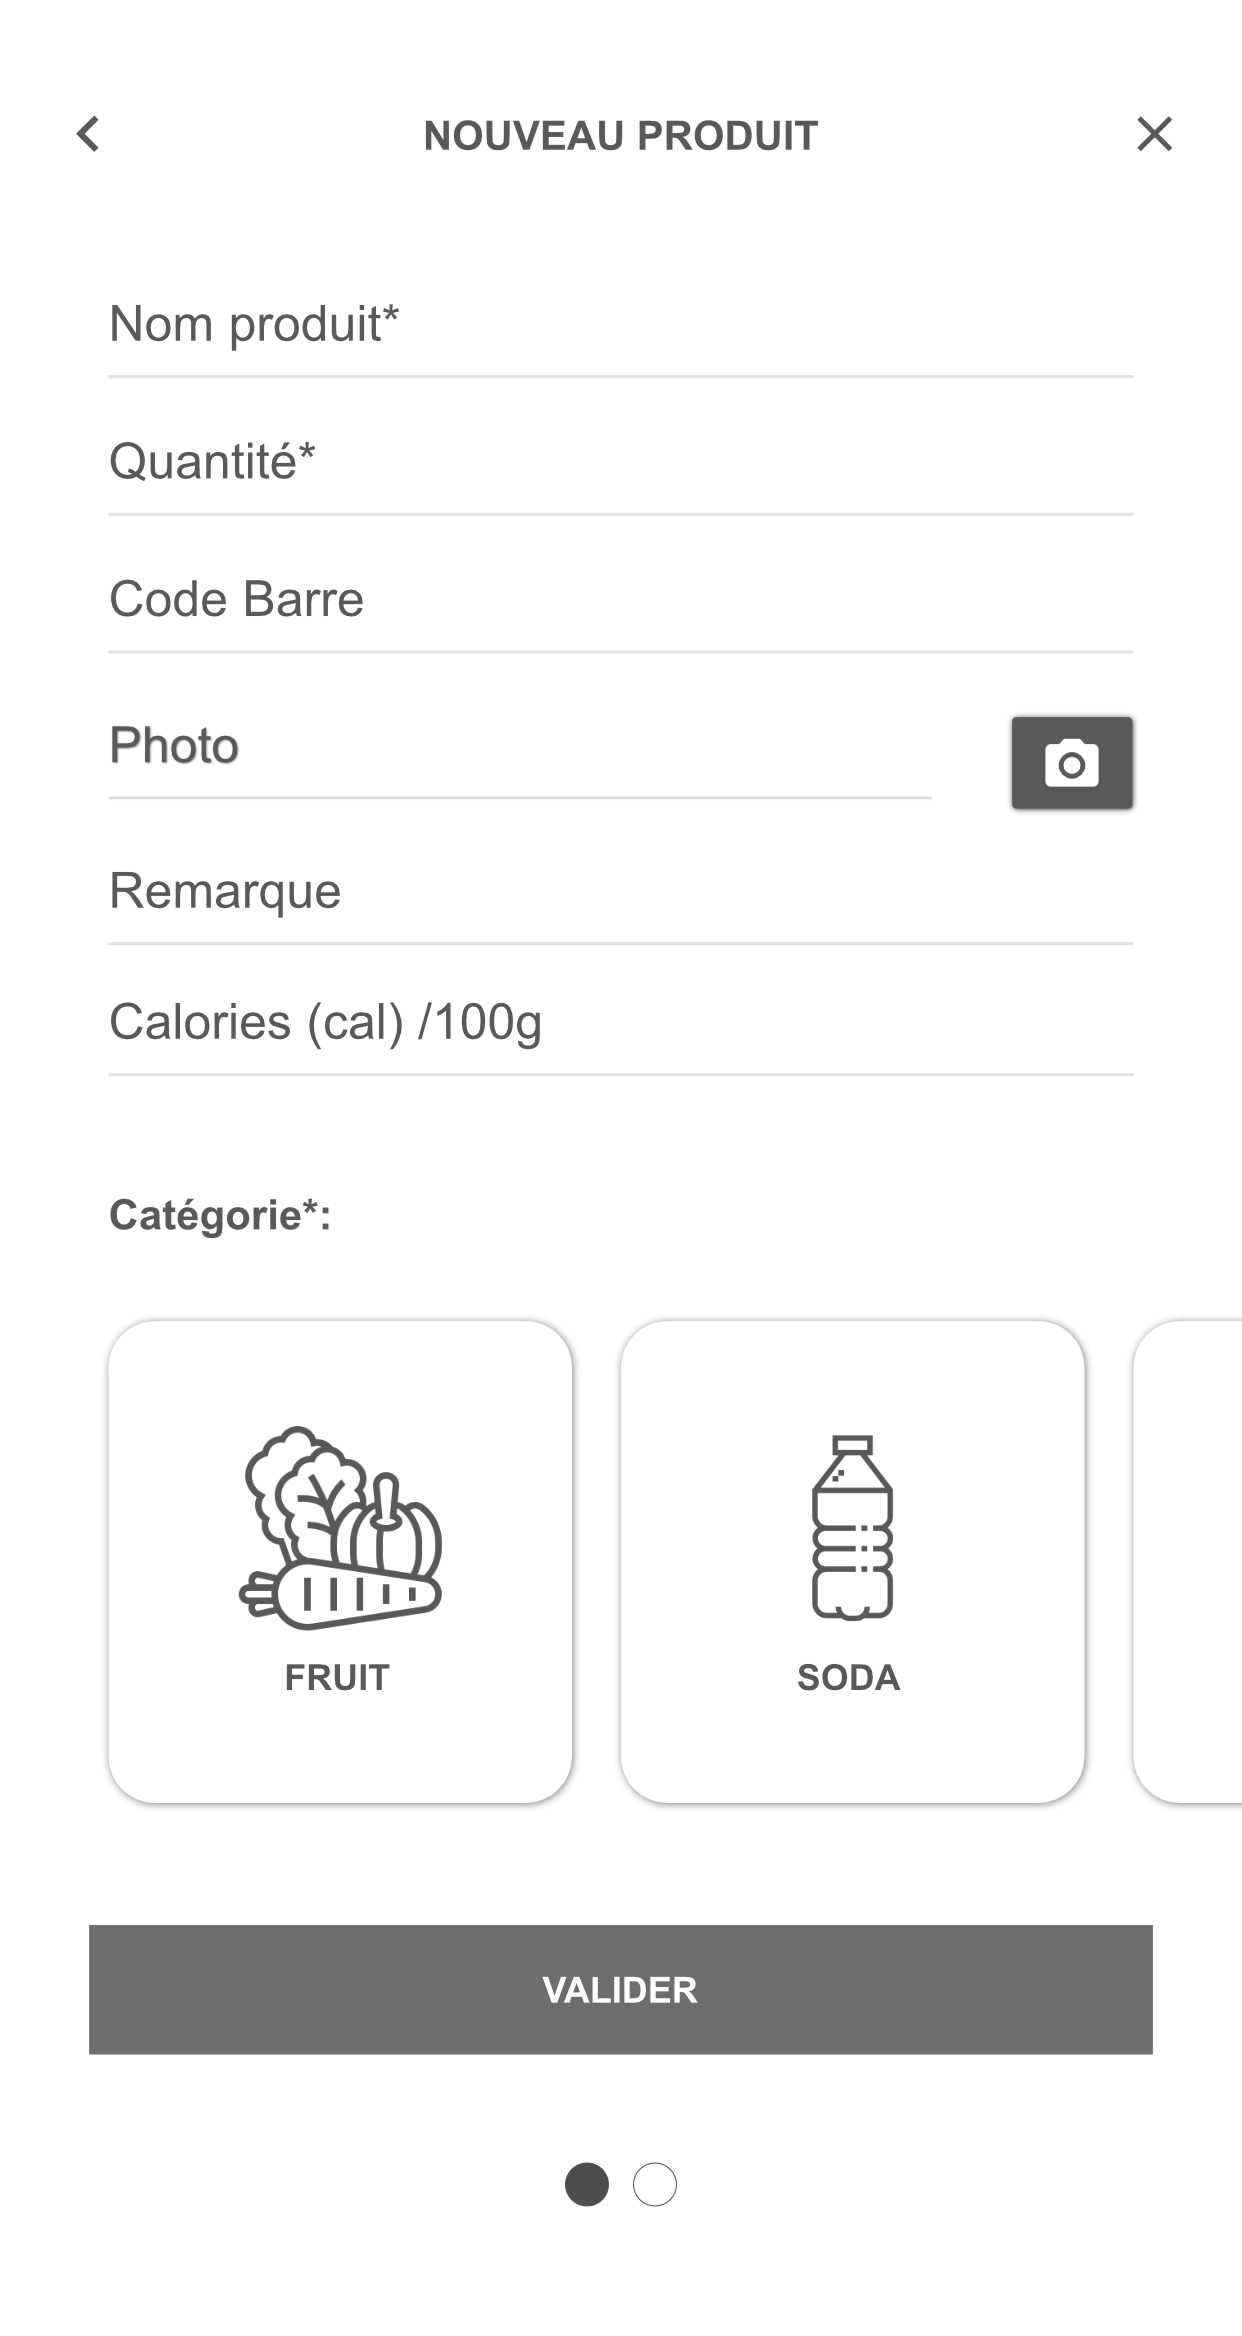 NOUVEAU PRODUIT
Nom produit*
Quantité*
Code Barre
Photo
Remarque
Calories (cal) /100g
Catégorie*:
FRUIT
SODA
VALIDER